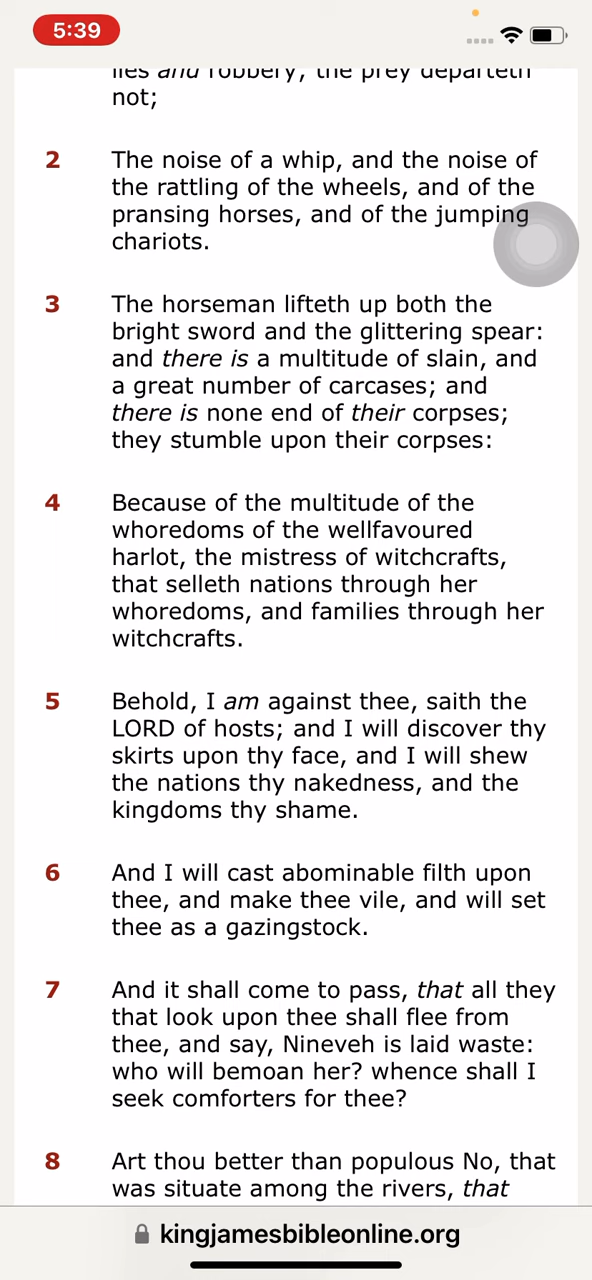 5:39
lies and robbery; the prey departeth
not;
2 The noise of a whip, and the noise of
the rattling of the wheels, and of the
pransing horses, and of the jumping
chariots.
3 The horseman lifteth up both the
bright sword and the glittering spear:
and there is a multitude of slain, and
a great number of carcases; and
there is none end of their corpses;
they stumble upon their corpses:
4 Because of the multitude of the
whoredoms of the wellfavoured
harlot, the mistress of witchcrafts,
that selleth nations through her
whoredoms, and families through her
witchcrafts.
5 Behold, I am against thee, saith the
LORD of hosts; and I will discover thy
skirts upon thy face, and I will shew
the nations thy nakedness, and the
kingdoms thy shame.
6 And I will cast abominable filth upon
thee, and make thee vile, and will set
thee as a gazingstock.
7 And it shall come to pass, that all they
that look upon thee shall flee from
thee, and say, Nineveh is laid waste:
who will bemoan her? whence shall I
seek comforters for thee?
8 Art thou better than populous No, that
was situate among the rivers, that
kingjamesbibleonline.org